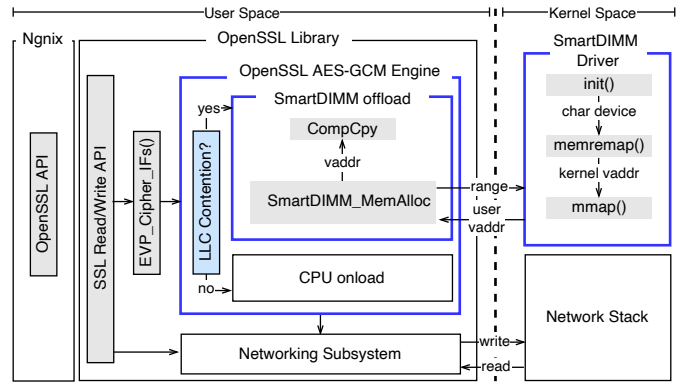 User Space
Kernel Space
Ngnix
OpenSSL Library
SmartDIMM
Driver
OpenSSL AES-GCM Engine
init()
yes
SmartDIMM offload
char device
CompCpy
memremap()
vaddr
kernel vaddr
OpenSSL API
SSL Read/Write API
EVP_Cipher_IFs()
LLC Contention?
SmartDIMM_MemAlloc
range
user
vaddr
mmap()
CPU onload
no
Network Stack
Networking Subsystem
write
read